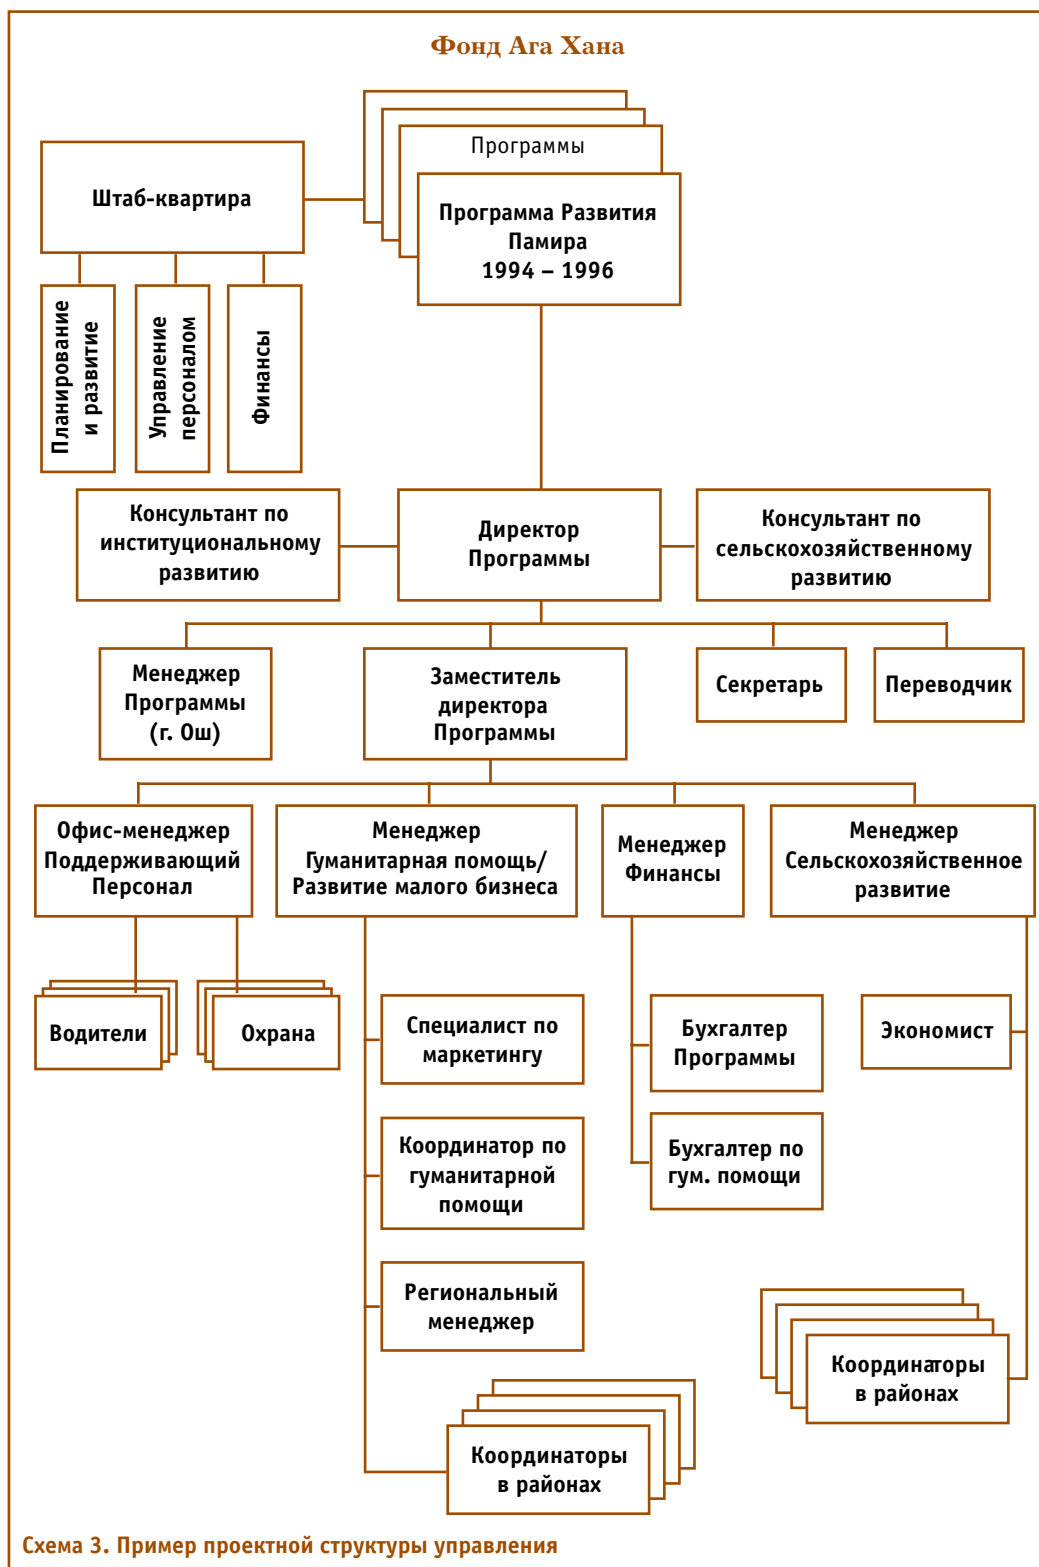 Фонд Ага Хана
Программы
Штаб-квартира
Программа Развития
Памира
1994 – 1996
Планирование
и развитие
Управление
персоналом
Финансы
Консультант по
институциональному
развитию
Директор
Программы
Консультант по
сельскохозяйственному
развитию
Менеджер
Программы
(г. Ош)
Заместитель
директора
Программы
Секретарь
Переводчик
Офис-менеджер
Поддерживающий
Персонал
Менеджер
Гуманитарная помощь/
Развитие малого бизнеса
Менеджер
Финансы
Менеджер
Сельскохозяйственное
развитие
Водители
Охрана
Специалист по
маркетингу
Бухгалтер
Программы
Экономист
Координатор по
гуманитарной
помощи
Бухгалтер по
гум. помощи
Региональный
менеджер
Координаторы
в районах
Координаторы
в районах
Схема 3. Пример проектной структуры управления